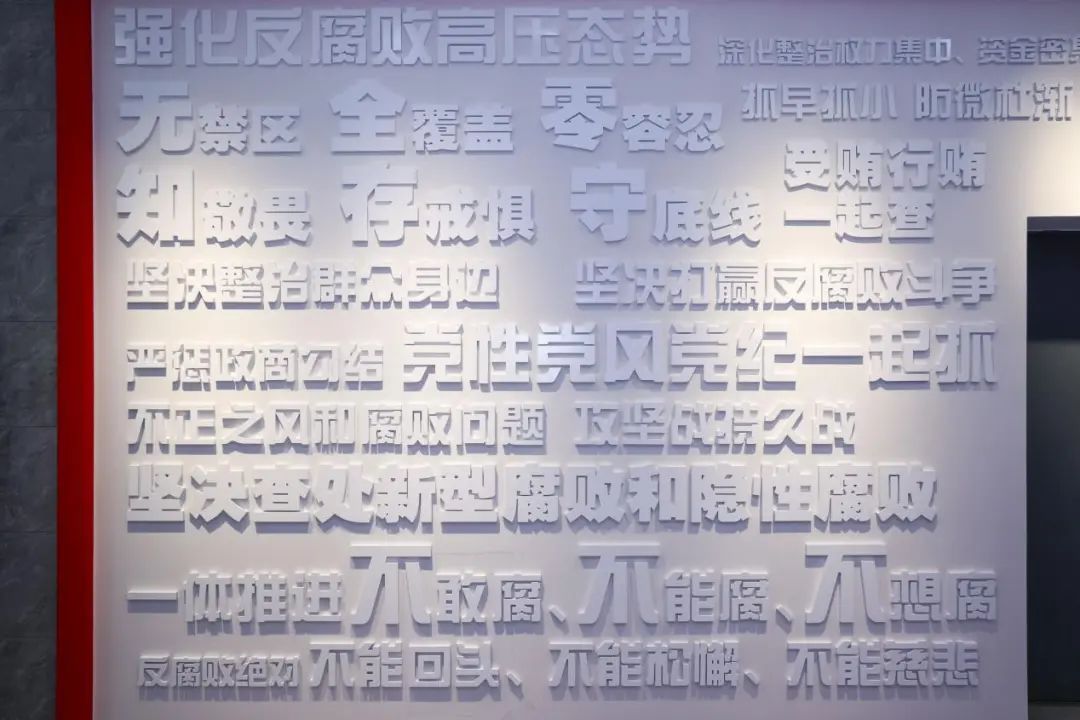 强化反腐败高压态势 深化整治权力集中、资金密集
无禁区 全覆盖 零容忍 抓早抓小 防微杜渐
知敬畏 存戒惧 守底线 受贿行贿
一起查
坚决整治群众身边 坚决打赢反腐败斗争
严惩政商勾结 党性党风党纪一起抓
不正之风和腐败问题 攻坚战持久战
坚决查处新型腐败和隐性腐败
一体推进不敢腐、不能腐、不想腐
反腐败绝对不能回头、不能松懈、不能慈悲